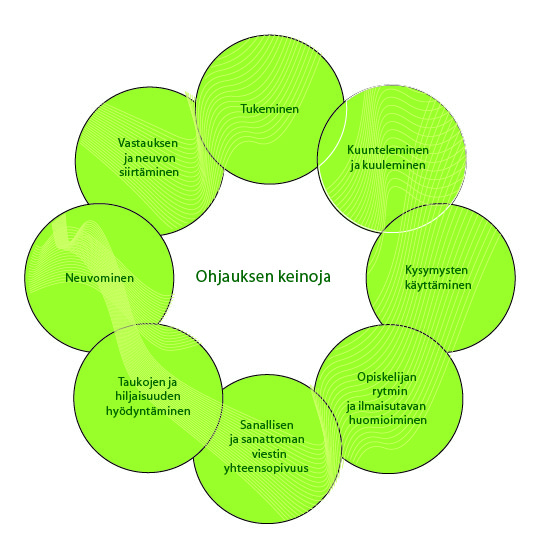 Tukeminen
Kuunteleminen
ja kuuleminen
Kysymysten
käyttäminen
Opiskelijan
rytmin
ja ilmaisutavan
huomioiminen
Sanallisen
ja sanattoman
viestin
yhteensopivuus
Taukojen ja
hiljaisuuden
hyödyntäminen
Neuvominen
Vastauksen
ja neuvon
siirtäminen
Ohjauksen keinoja